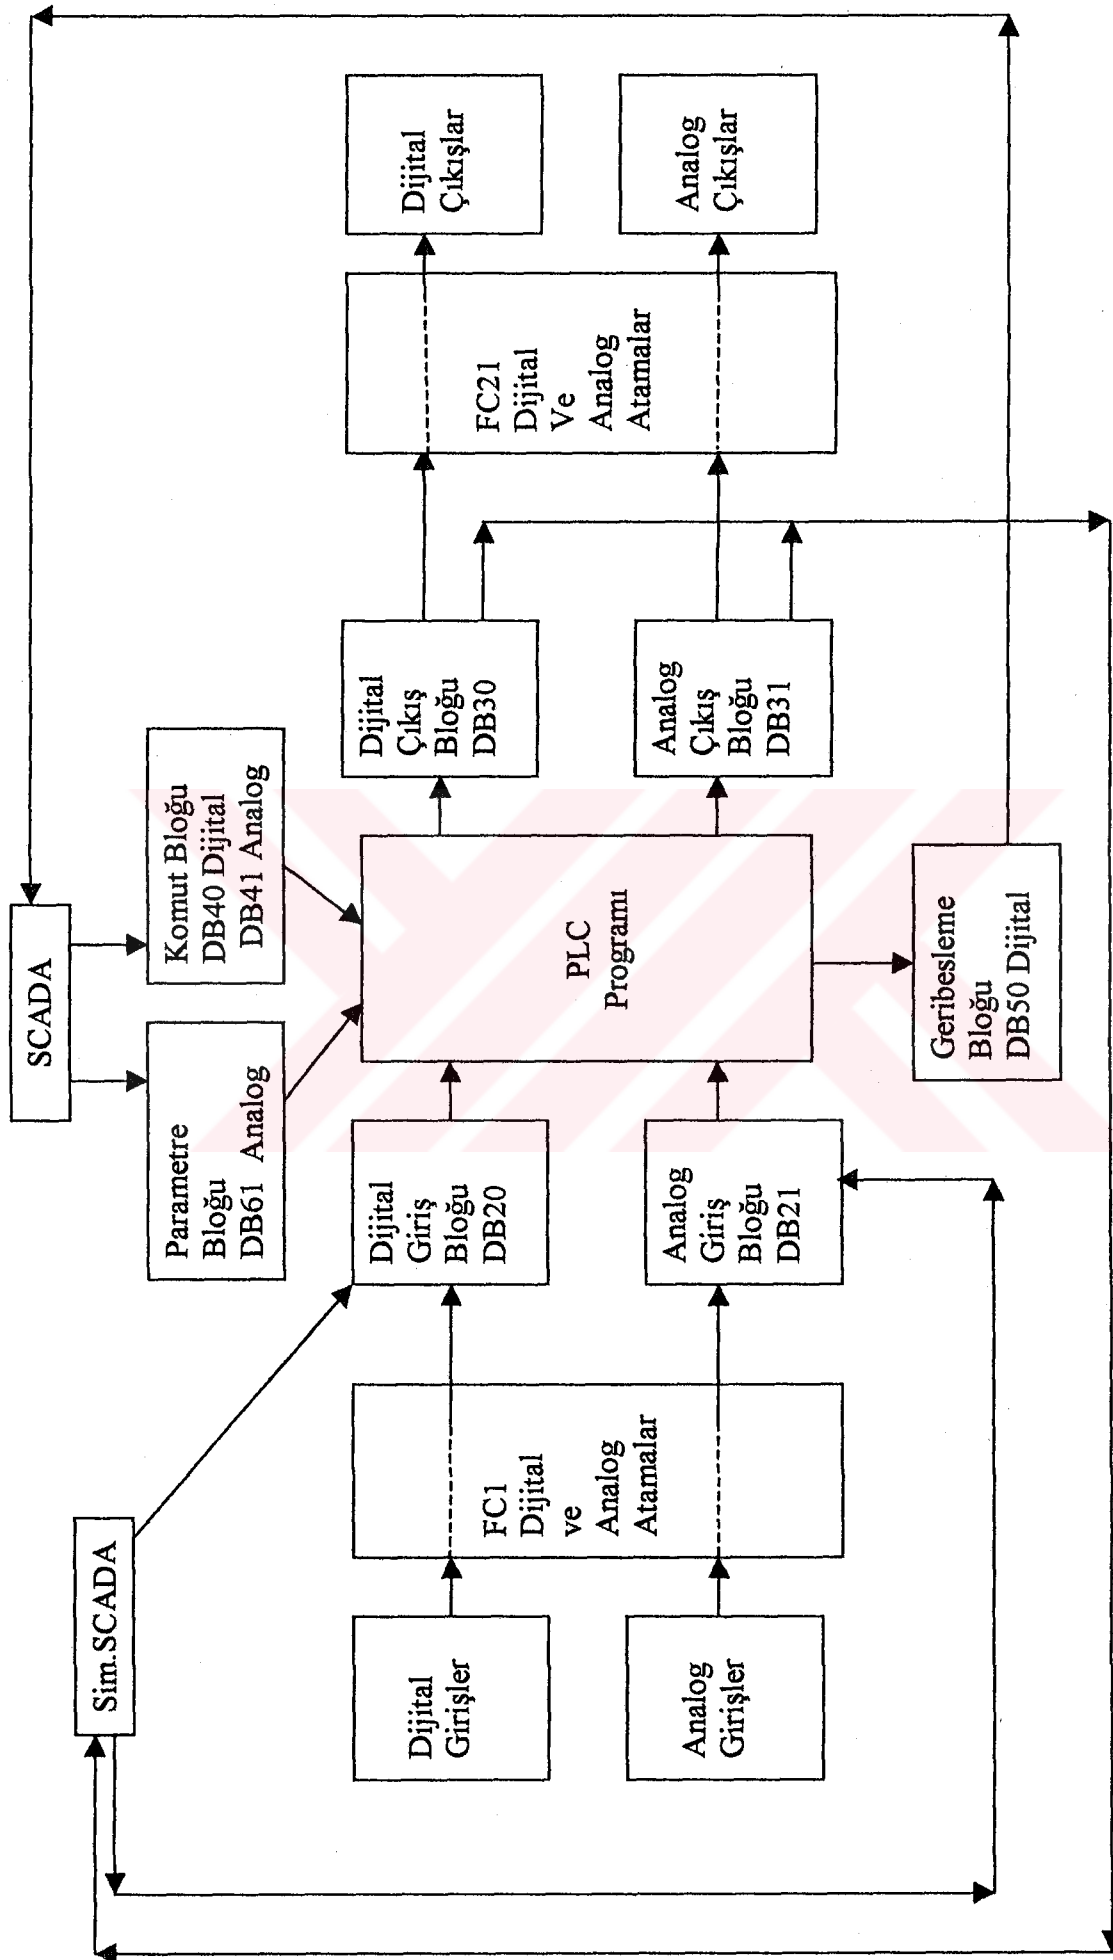 SCADA
Sim.SCADA
Parametre
Bloğu
DB61 Analog
Komut Bloğu
DB40 Dijital
DB41 Analog
Dijital
Girişler
FC1
Dijital
ve
Analog
Atamalar
Dijital
Giriş
Bloğu
DB20
PLC
Programı
Dijital
Çıkış
Bloğu
DB30
FC21
Dijital
Ve
Analog
Atamalar
Dijital
Çıkışlar
Analog
Girişler
Analog
Giriş
Bloğu
DB21
Analog
Çıkış
Bloğu
DB31
Analog
Çıkışlar
Geribesleme
Bloğu
DB50 Dijital